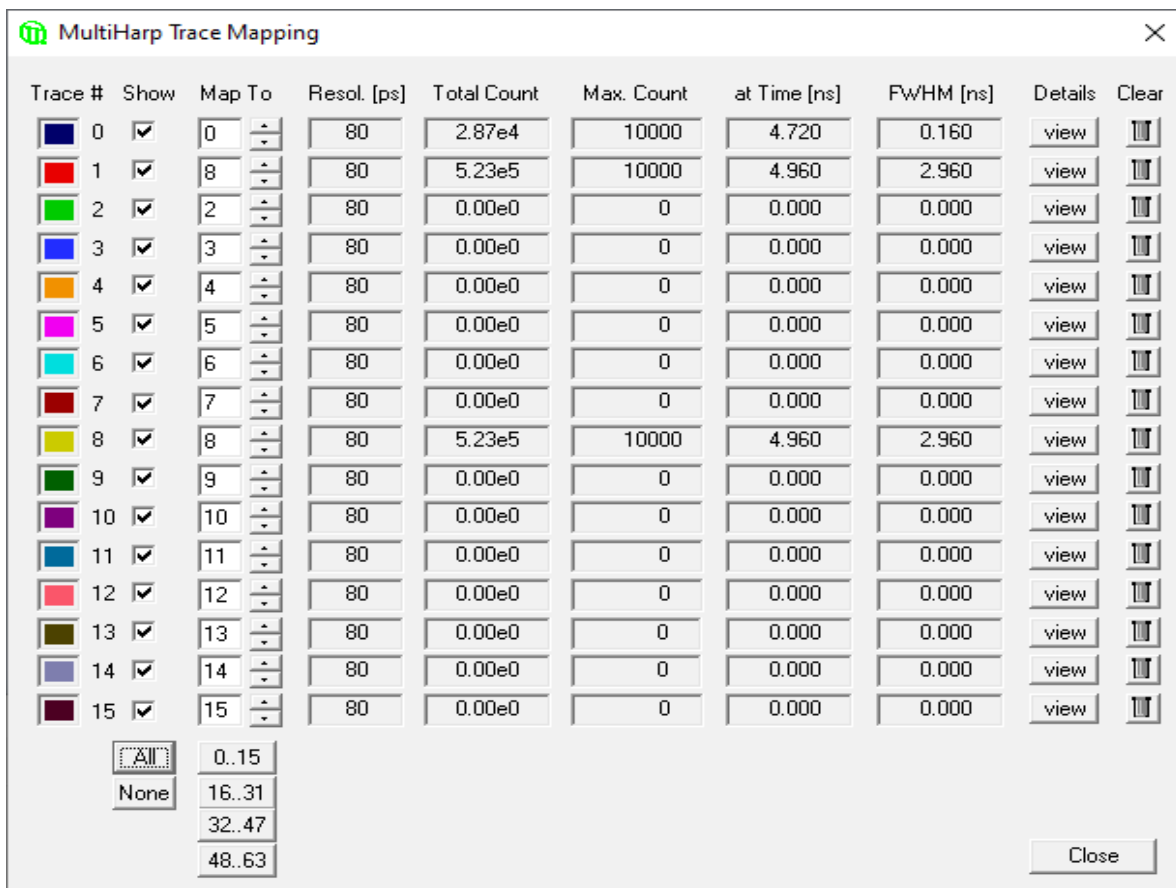 MultiHarp Trace Mapping
Trace # Show Map To Resol. [ps] Total Count Max. Count at Time [ns] FWHM [ns] Details Clear
0 0 80 2.87e4 10000 4.720 0.160 view
1 8 80 5.23e5 10000 4.960 2.960 view
2 2 80 0.00e0 0 0.000 0.000 view
3 3 80 0.00e0 0 0.000 0.000 view
4 4 80 0.00e0 0 0.000 0.000 view
5 5 80 0.00e0 0 0.000 0.000 view
6 6 80 0.00e0 0 0.000 0.000 view
7 7 80 0.00e0 0 0.000 0.000 view
8 8 80 5.23e5 10000 4.960 2.960 view
9 9 80 0.00e0 0 0.000 0.000 view
10 10 80 0.00e0 0 0.000 0.000 view
11 11 80 0.00e0 0 0.000 0.000 view
12 12 80 0.00e0 0 0.000 0.000 view
13 13 80 0.00e0 0 0.000 0.000 view
14 14 80 0.00e0 0 0.000 0.000 view
15 15 80 0.00e0 0 0.000 0.000 view
All 0..15
None 16..31
32..47
48..63
Close